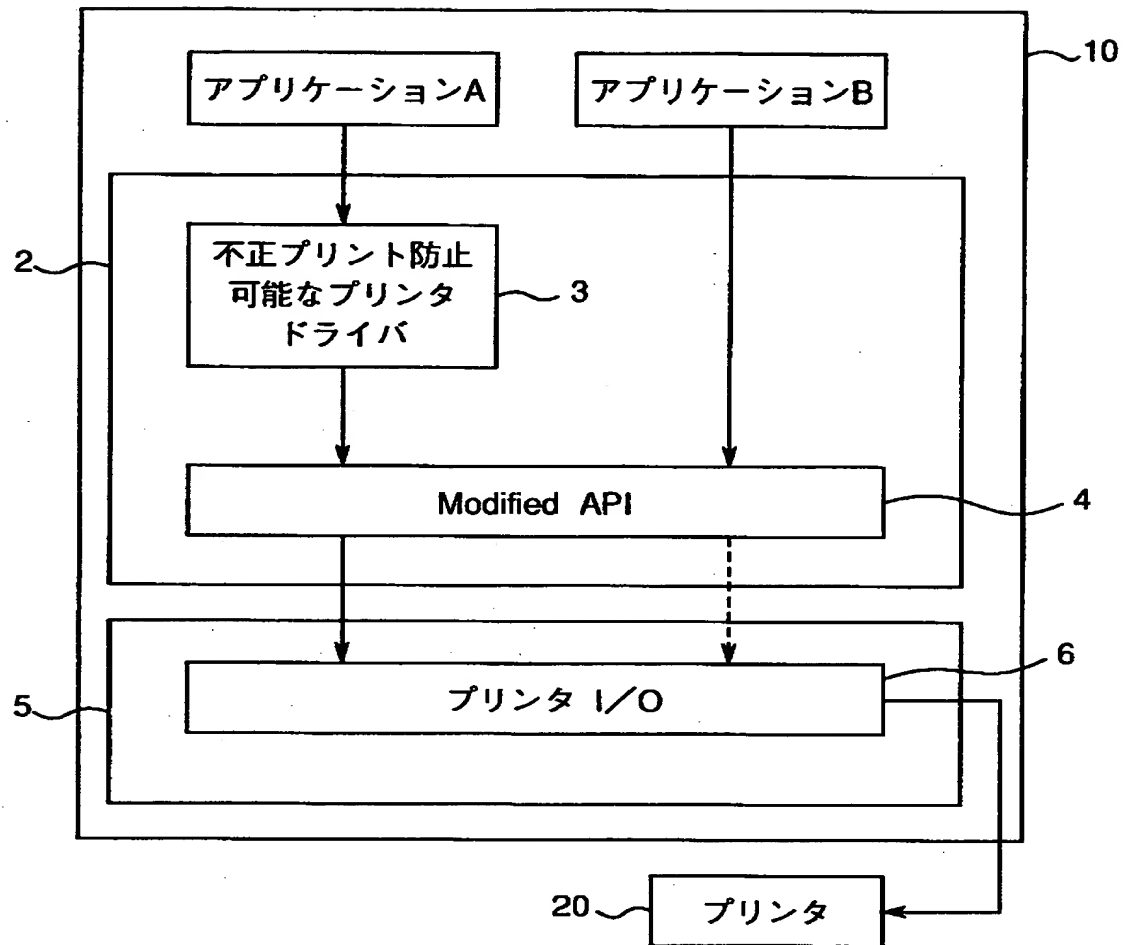 10
アプリケーションA
アプリケーションB
2
不正プリント防止
可能なプリンタ
ドライバ
3
Modified API
4
6
5
プリンタ I/O
20
プリンタ